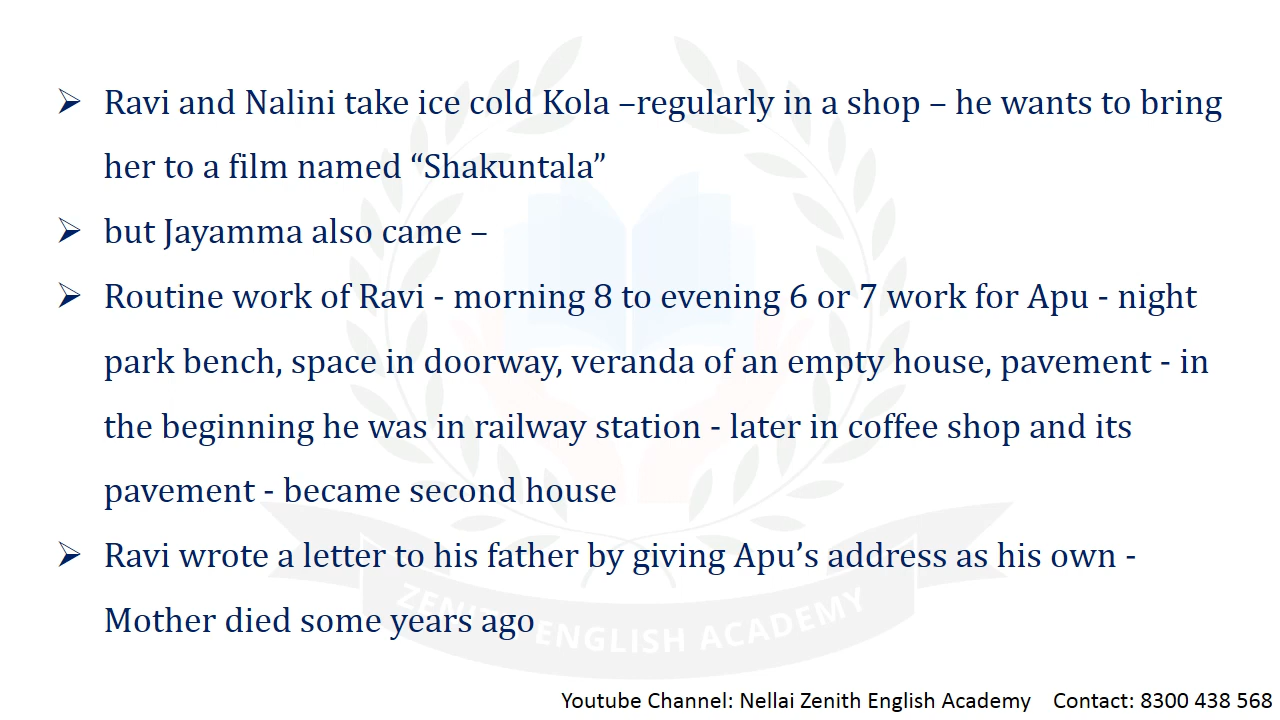 ➢ Ravi and Nalini take ice cold Kola –regularly in a shop – he wants to bring
her to a film named “Shakuntala”
➢ but Jayamma also came –
➢ Routine work of Ravi - morning 8 to evening 6 or 7 work for Apu - night
park bench, space in doorway, veranda of an empty house, pavement - in
the beginning he was in railway station - later in coffee shop and its
pavement - became second house
➢ Ravi wrote a letter to his father by giving Apu’s address as his own -
Mother died some years ago
ZENITH ENGLISH ACADEMY
Youtube Channel: Nellai Zenith English Academy Contact: 8300 438 568